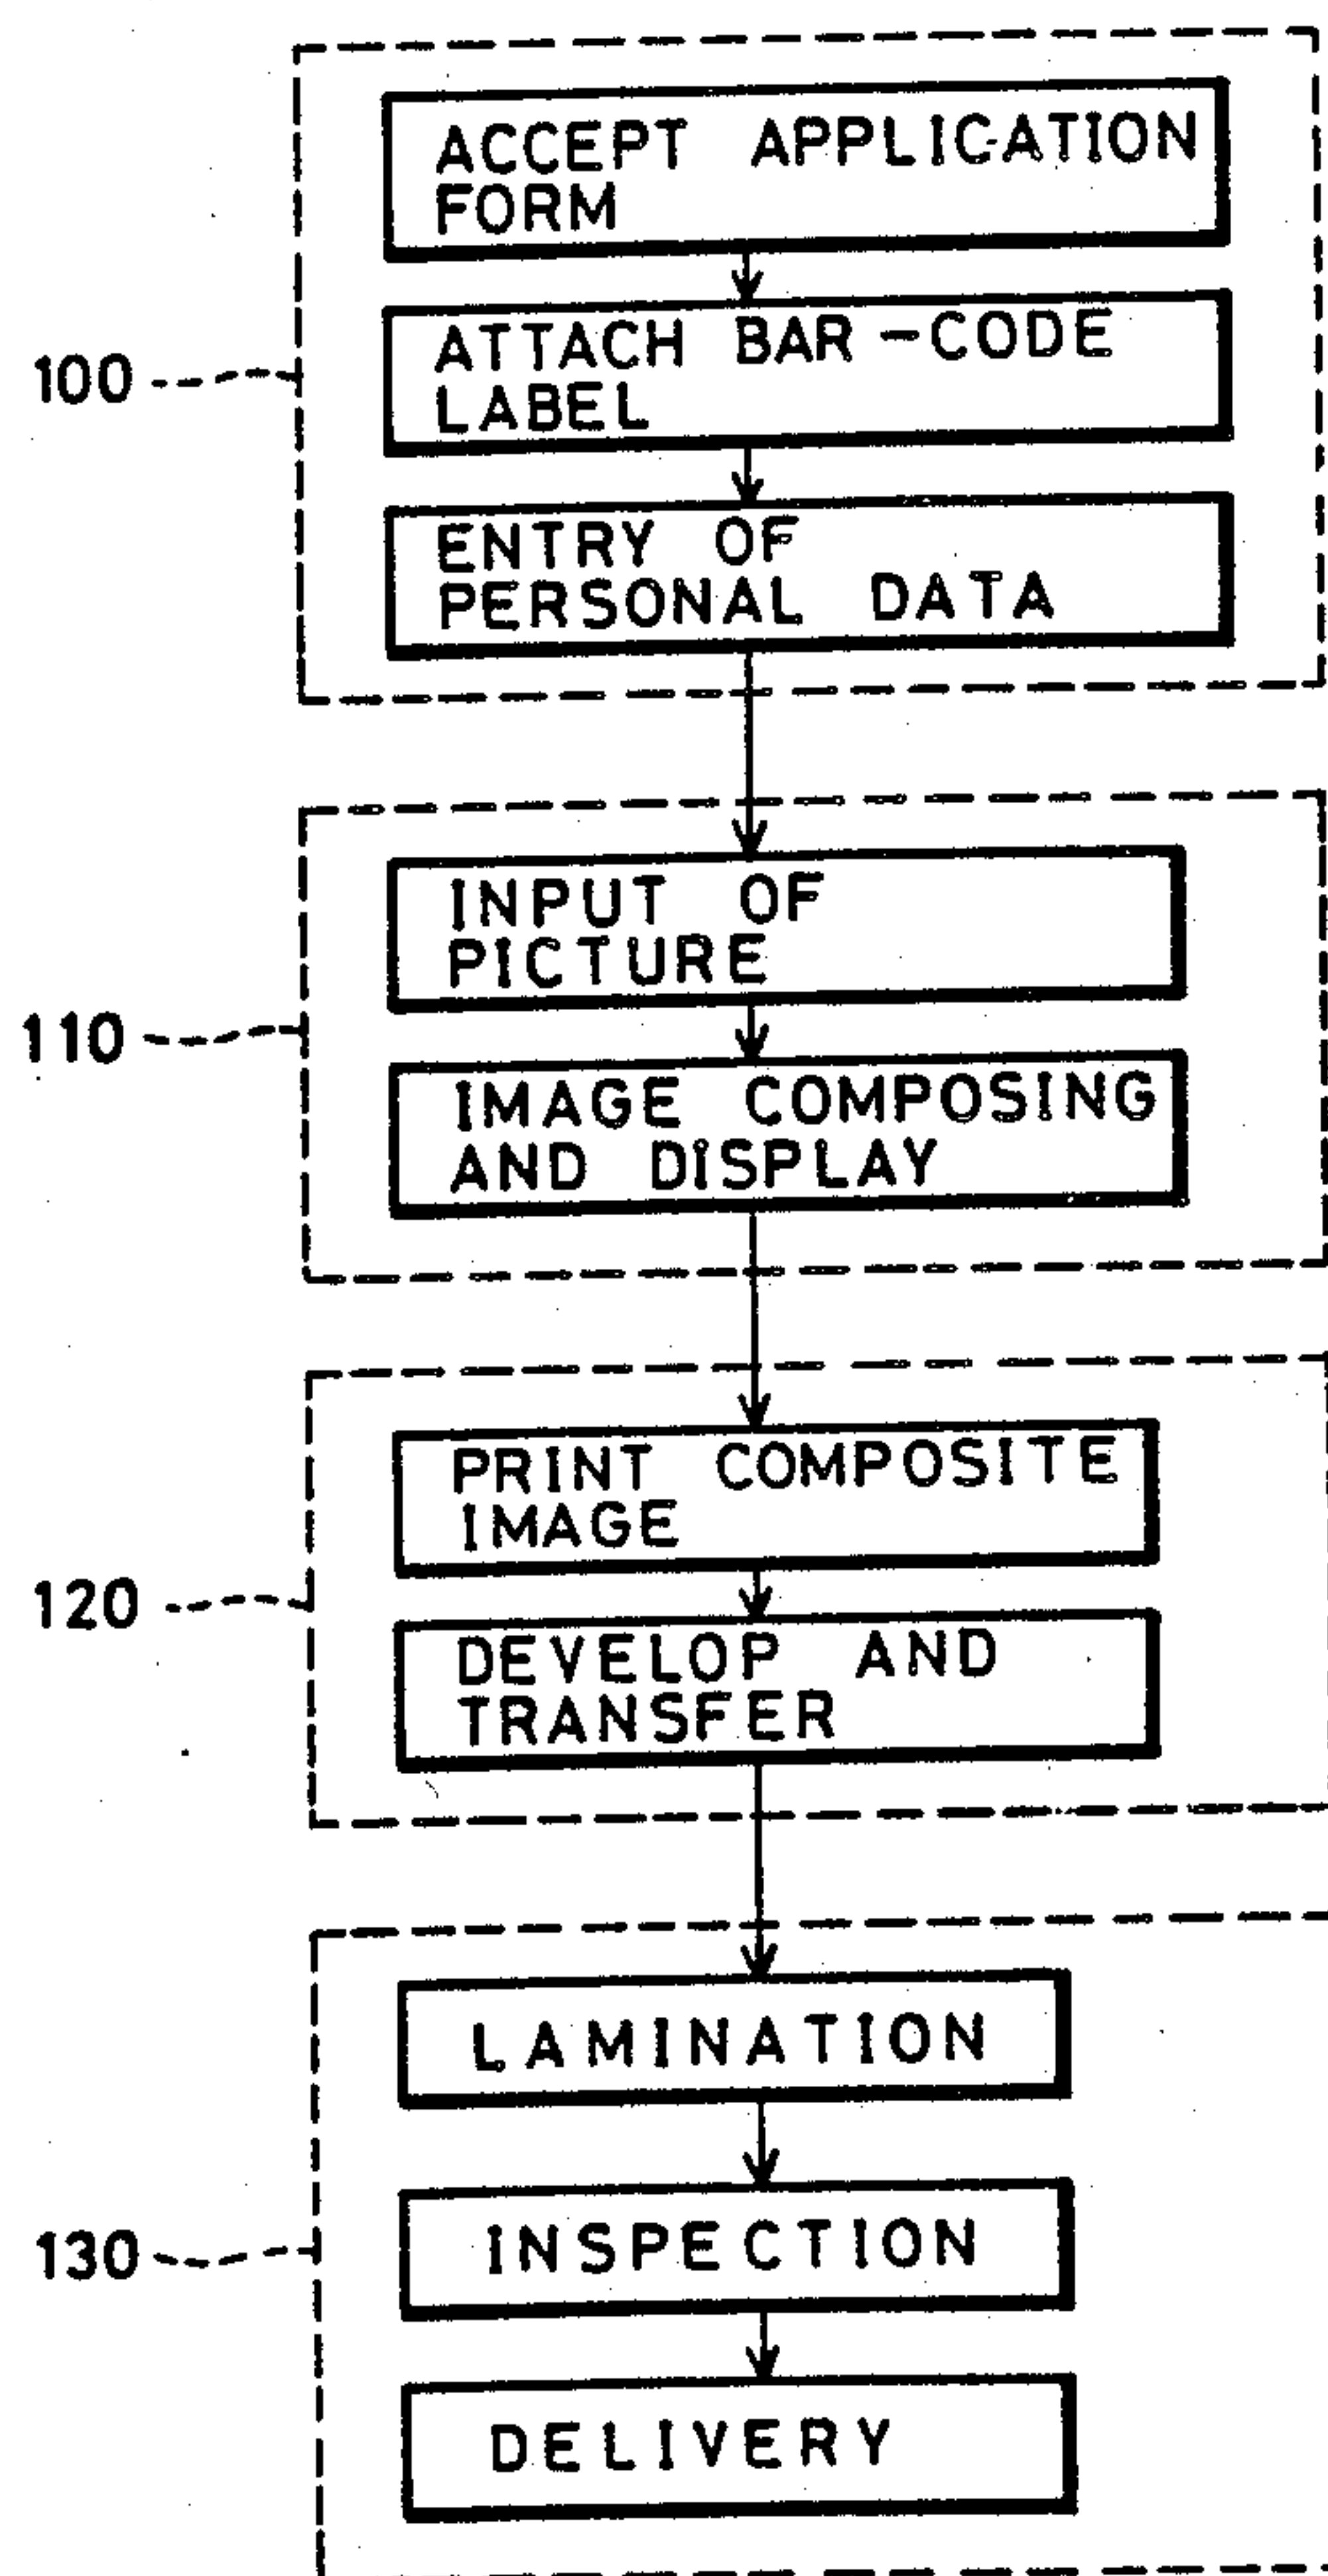 ACCEPT APPLICATION
FORM
100
ATTACH BAR-CODE
LABEL
ENTRY OF
PERSONAL DATA
INPUT OF
PICTURE
110
IMAGE COMPOSING
AND DISPLAY
PRINT COMPOSITE
IMAGE
120
DEVELOP AND
TRANSFER
LAMINATION
130
INSPECTION
DELIVERY